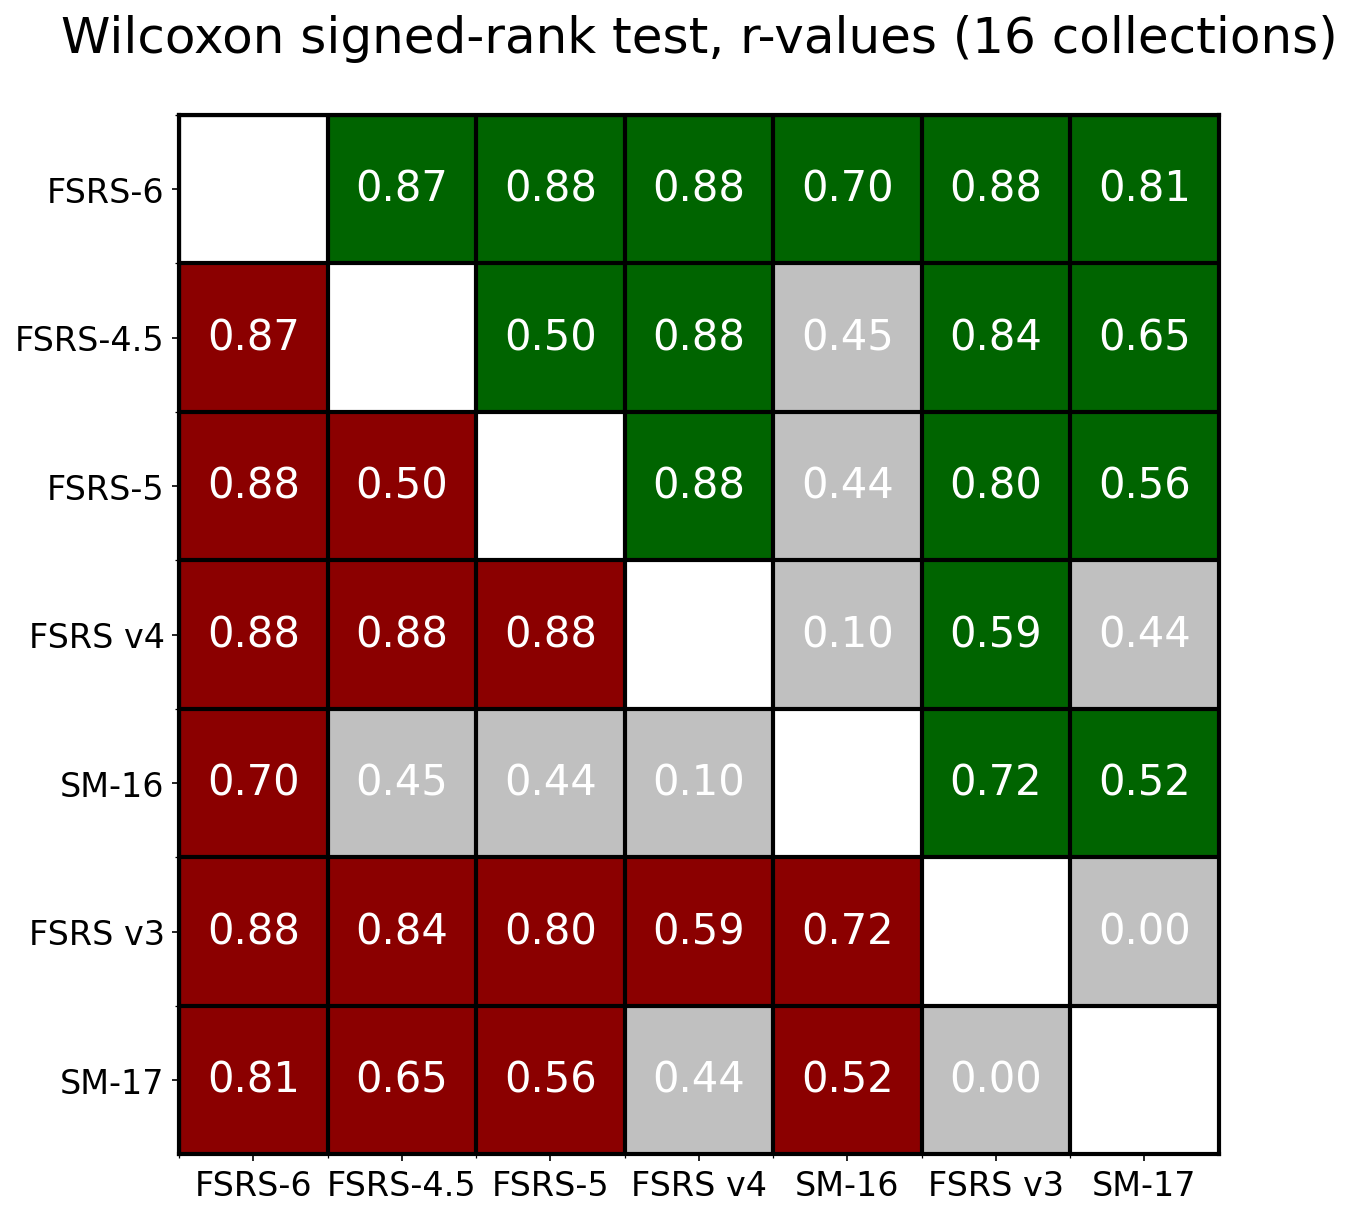 Wilcoxon signed-rank test, r-values (16 collections)
FSRS-6 0.87 0.88 0.88 0.70 0.88 0.81
FSRS-4.5 0.87 0.50 0.88 0.45 0.84 0.65
FSRS-5 0.88 0.50 0.88 0.44 0.80 0.56
FSRS v4 0.88 0.88 0.88 0.10 0.59 0.44
SM-16 0.70 0.45 0.44 0.10 0.72 0.52
FSRS v3 0.88 0.84 0.80 0.59 0.72 0.00
SM-17 0.81 0.65 0.56 0.44 0.52 0.00
FSRS-6 FSRS-4.5 FSRS-5 FSRS v4 SM-16 FSRS v3 SM-17